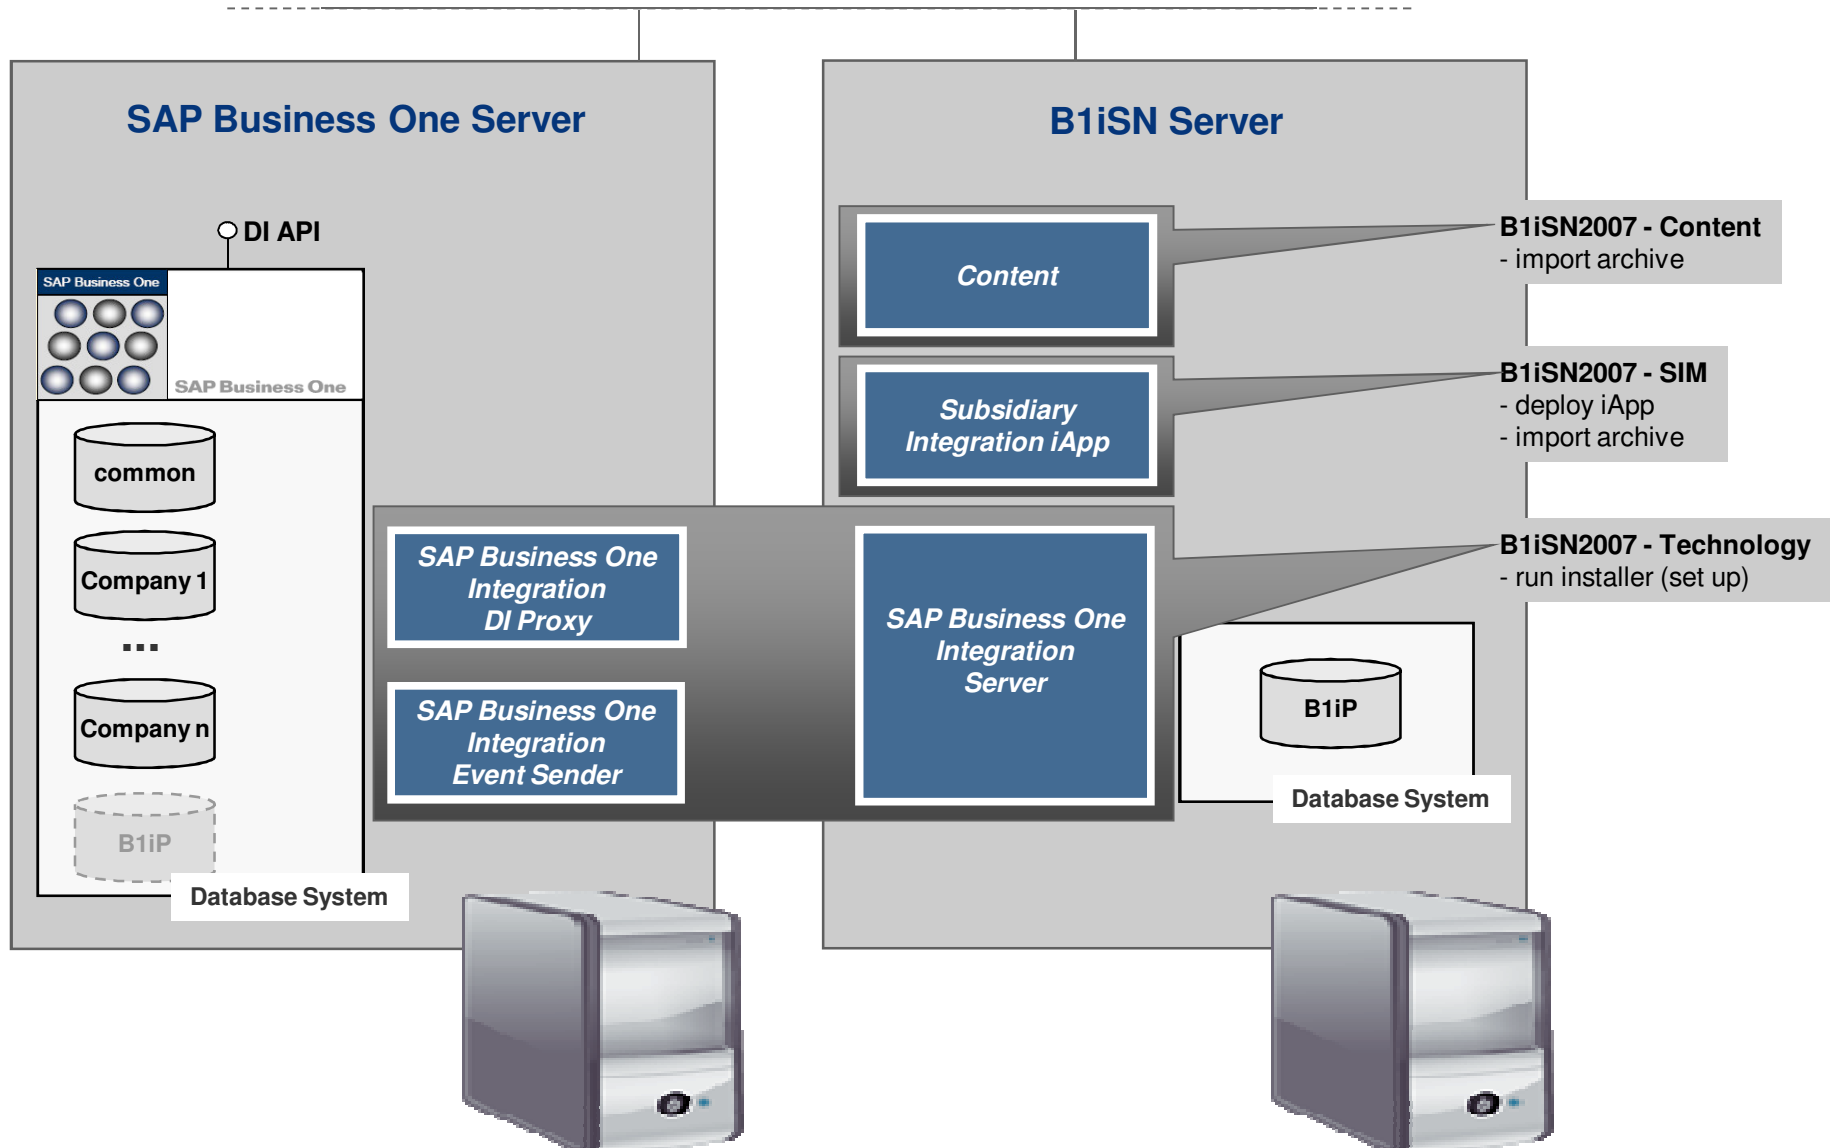 SAP Business One Server
DI API
SAP Business One
SAP Business One
common
Company 1
...
Company n
B1iP
Database System
SAP Business One
Integration
DI Proxy
SAP Business One
Integration
Event Sender
B1iSN Server
Content
Subsidiary
Integration iApp
SAP Business One
Integration
Server
B1iP
Database System
B1iSN2007 - Content
- import archive
B1iSN2007 - SIM
- deploy iApp
- import archive
B1iSN2007 - Technology
- run installer (set up)